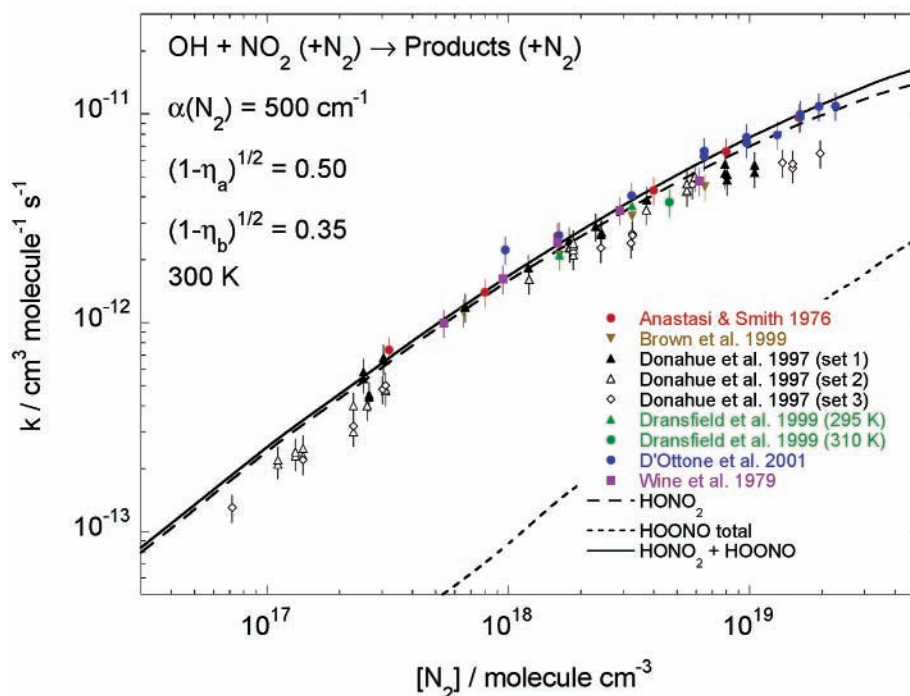 OH + NO₂ (+N₂) → Products (+N₂)
α(N₂) = 500 cm⁻¹
(1-ηₐ)^1/2 = 0.50
(1-η_b)^1/2 = 0.35
300 K
10⁻¹¹
10⁻¹²
10⁻¹³
k / cm³ molecule⁻¹ s⁻¹
Anastasi & Smith 1976
Brown et al. 1999
Donahue et al. 1997 (set 1)
Donahue et al. 1997 (set 2)
Donahue et al. 1997 (set 3)
Dransfield et al. 1999 (295 K)
Dransfield et al. 1999 (310 K)
D'Ottone et al. 2001
Wine et al. 1979
HONO₂
HOONO total
HONO₂ + HOONO
10¹⁷ 10¹⁸ 10¹⁹
[N₂] / molecule cm⁻³